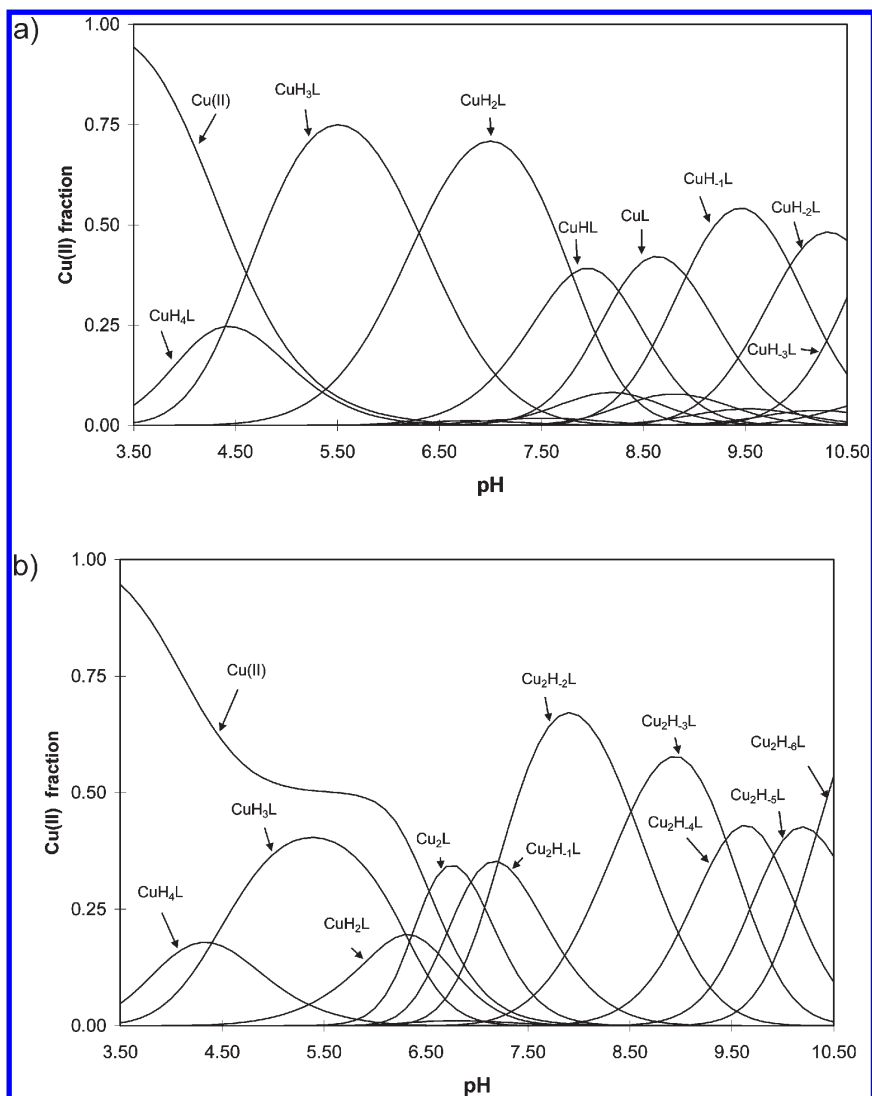 a)
1.00
0.75
0.50
0.25
0.00
Cu(II) fraction
Cu(II)
CuH₃L
CuH₂L
CuH₄L
CuHL
CuL
CuH₋₁L
CuH₋₂L
CuH₋₃L
3.50 4.50 5.50 6.50 7.50 8.50 9.50 10.50
pH
b)
1.00
0.75
0.50
0.25
0.00
Cu(II) fraction
Cu(II)
CuH₃L
CuH₄L
CuH₂L
Cu₂L
Cu₂H₋₁L
Cu₂H₋₂L
Cu₂H₋₃L
Cu₂H₋₄L
Cu₂H₋₅L
Cu₂H₋₆L
3.50 4.50 5.50 6.50 7.50 8.50 9.50 10.50
pH